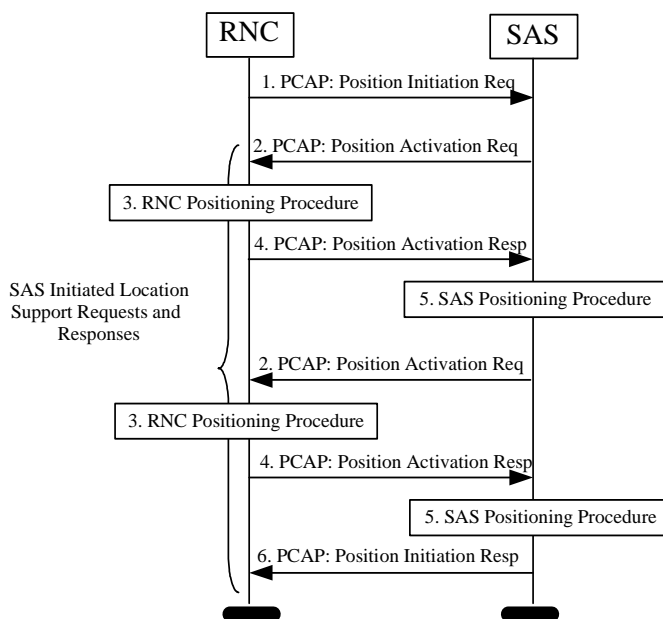 RNC
SAS
1. PCAP: Position Initiation Req
2. PCAP: Position Activation Req
3. RNC Positioning Procedure
4. PCAP: Position Activation Resp
SAS Initiated Location
Support Requests and
Responses
5. SAS Positioning Procedure
2. PCAP: Position Activation Req
3. RNC Positioning Procedure
4. PCAP: Position Activation Resp
5. SAS Positioning Procedure
6. PCAP: Position Initiation Resp